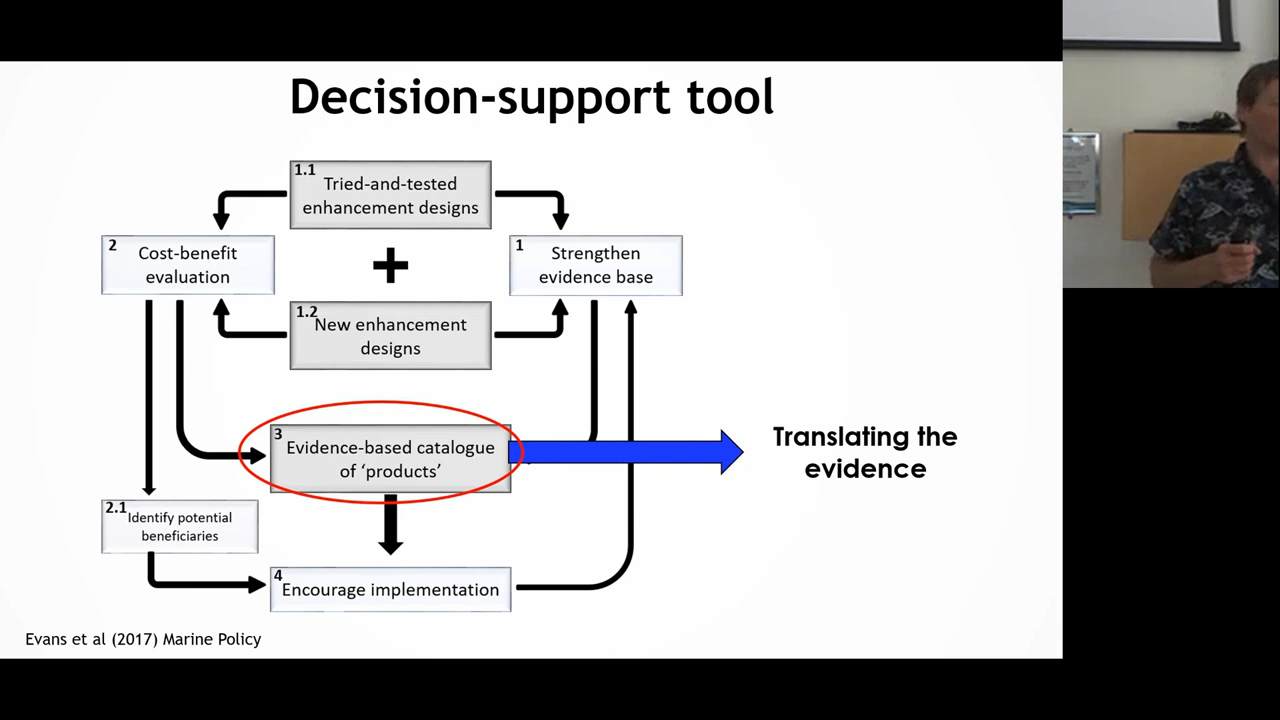 Decision-support tool
1.1
Tried-and-tested
enhancement designs
2
Cost-benefit
evaluation
1
Strengthen
evidence base
+
1.2
New enhancement
designs
3
Evidence-based catalogue
of ‘products’
Translating the
evidence
2.1
Identify potential
beneficiaries
4
Encourage implementation
Evans et al (2017) Marine Policy